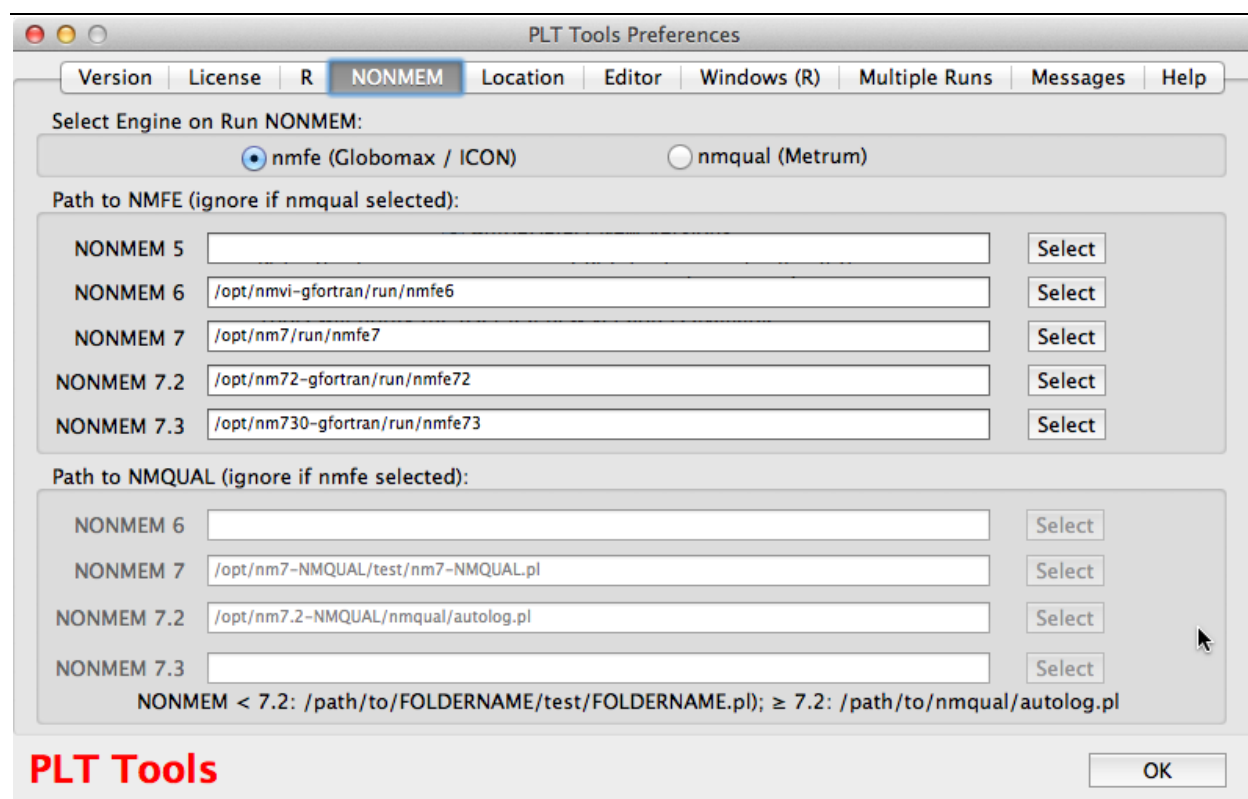 PLT Tools Preferences
Version License R NONMEM Location Editor Windows (R) Multiple Runs Messages Help
Select Engine on Run NONMEM:
nmfe (Globomax / ICON) nmqual (Metrum)
Path to NMFE (ignore if nmqual selected):
NONMEM 5 Select
NONMEM 6 /opt/nmvi-gfortran/run/nmfe6 Select
NONMEM 7 /opt/nm7/run/nmfe7 Select
NONMEM 7.2 /opt/nm72-gfortran/run/nmfe72 Select
NONMEM 7.3 /opt/nm730-gfortran/run/nmfe73 Select
Path to NMQUAL (ignore if nmfe selected):
NONMEM 6 Select
NONMEM 7 /opt/nm7-NMQUAL/test/nm7-NMQUAL.pl Select
NONMEM 7.2 /opt/nm7.2-NMQUAL/nmqual/autolog.pl Select
NONMEM 7.3 Select
NONMEM < 7.2: /path/to/FOLDERNAME/test/FOLDERNAME.pl); ≥ 7.2: /path/to/nmqual/autolog.pl
PLT Tools OK